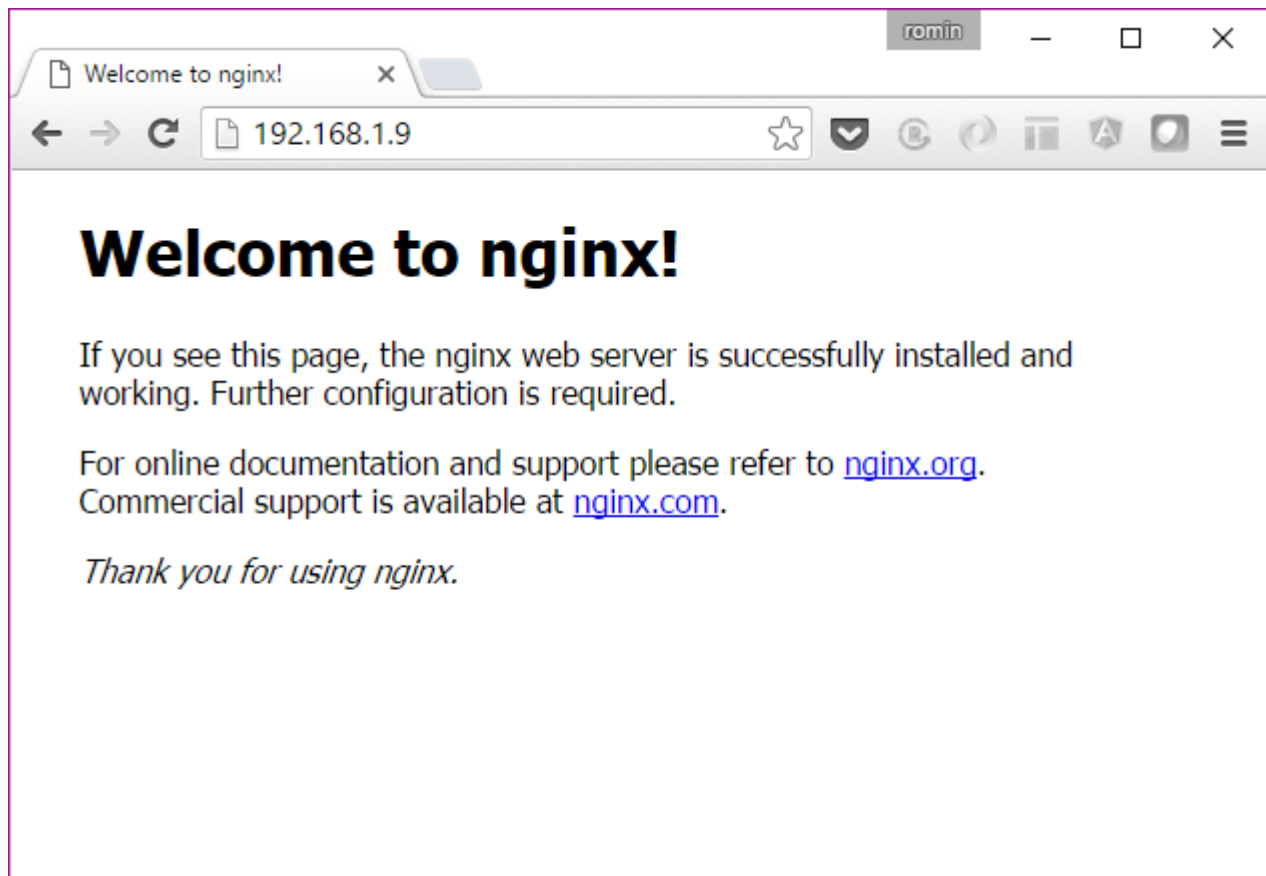 romin
Welcome to nginx!
192.168.1.9
Welcome to nginx!
If you see this page, the nginx web server is successfully installed and
working. Further configuration is required.
For online documentation and support please refer to nginx.org.
Commercial support is available at nginx.com.
Thank you for using nginx.